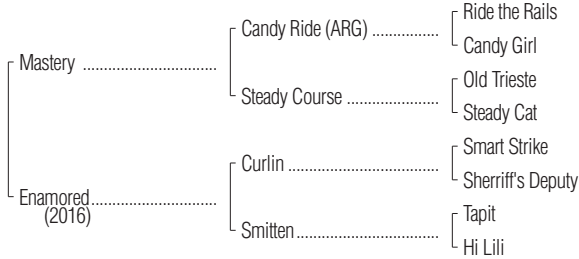 Ride the Rails
Candy Ride (ARG) ................
Candy Girl
Mastery ................................
Old Trieste
Steady Course ......................
Steady Cat
Smart Strike
Curlin ....................................
Sherriff's Deputy
Enamored..............................
(2016)
Tapit
Smitten..................................
Hi Lili